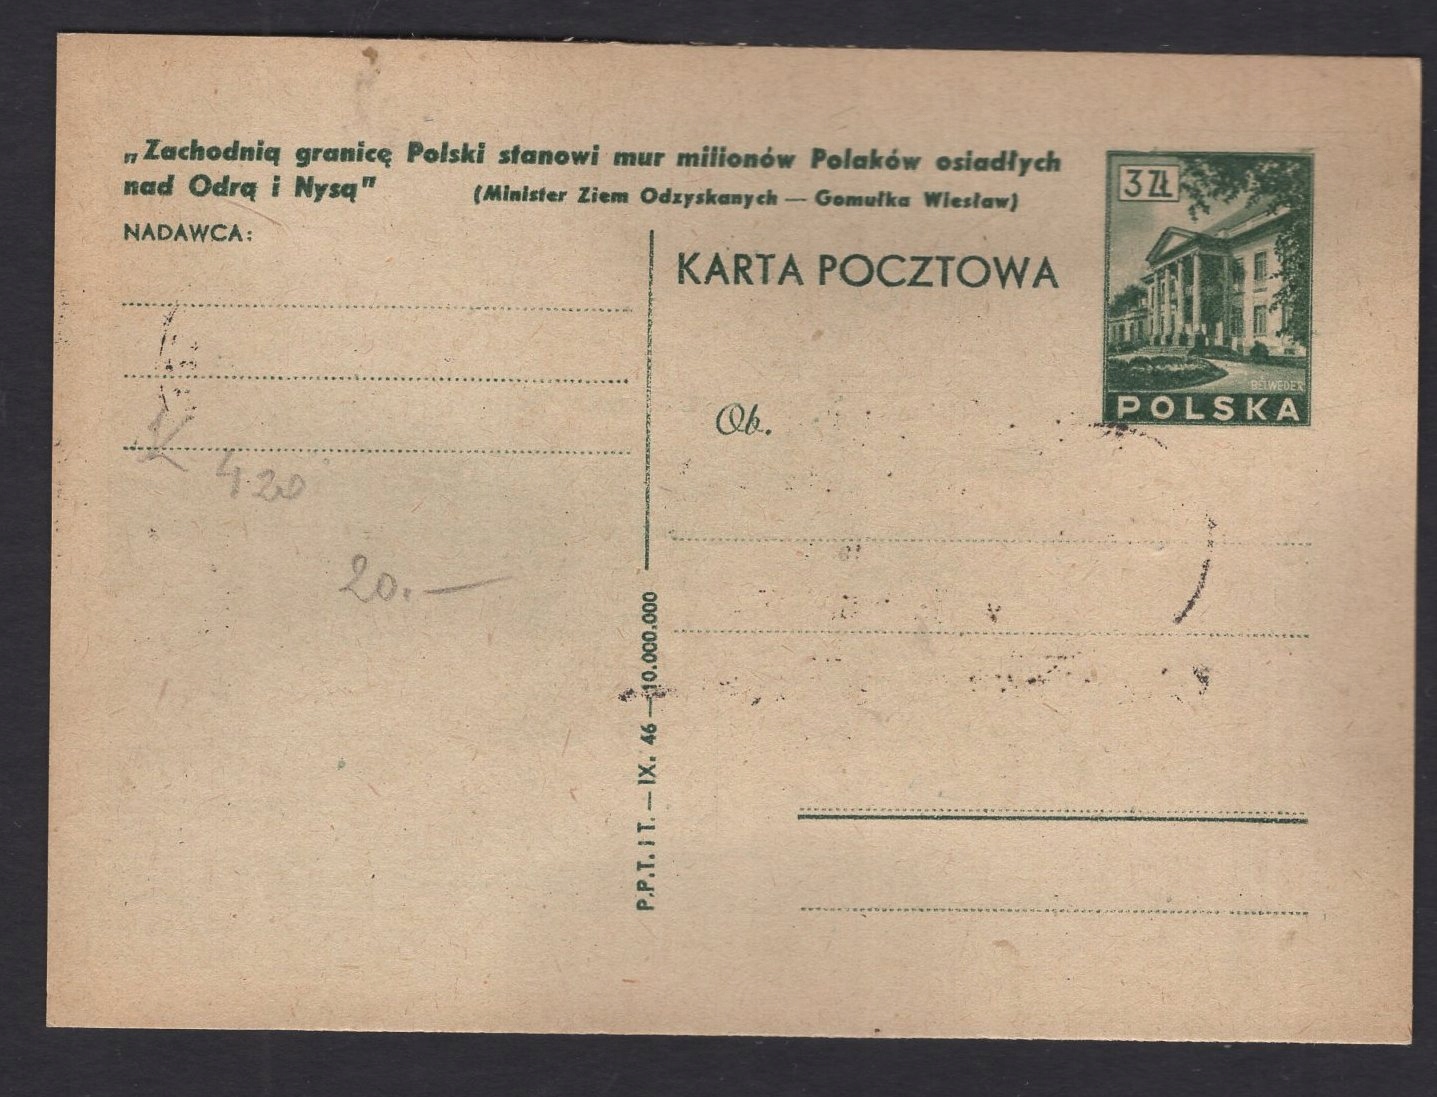 „Zachodnią granicę Polski stanowi mur milionów Polaków osiadłych
nad Odrą i Nysą"
(Minister Ziem Odzyskanych — Gomułka Wiesław)
NADAWCA:
KARTA POCZTOWA
3 ZŁ
BELWEDER
POLSKA
Ob.
420
20.—
P.P.T. i T. — IX. 46 — 10.000.000